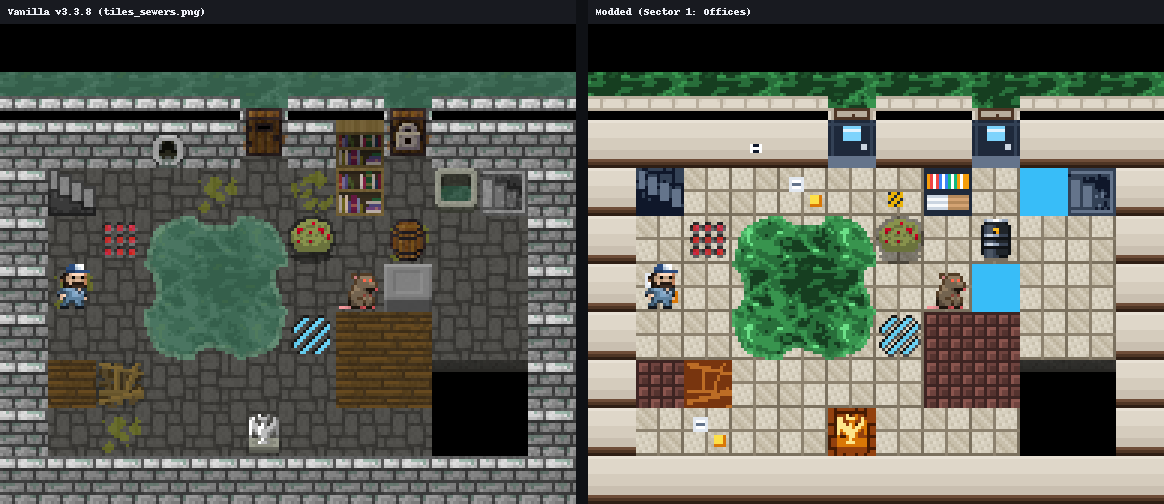 Vanilla v3.3.8 (tiles_sewers.png)
Modded (Sector 1: Offices)